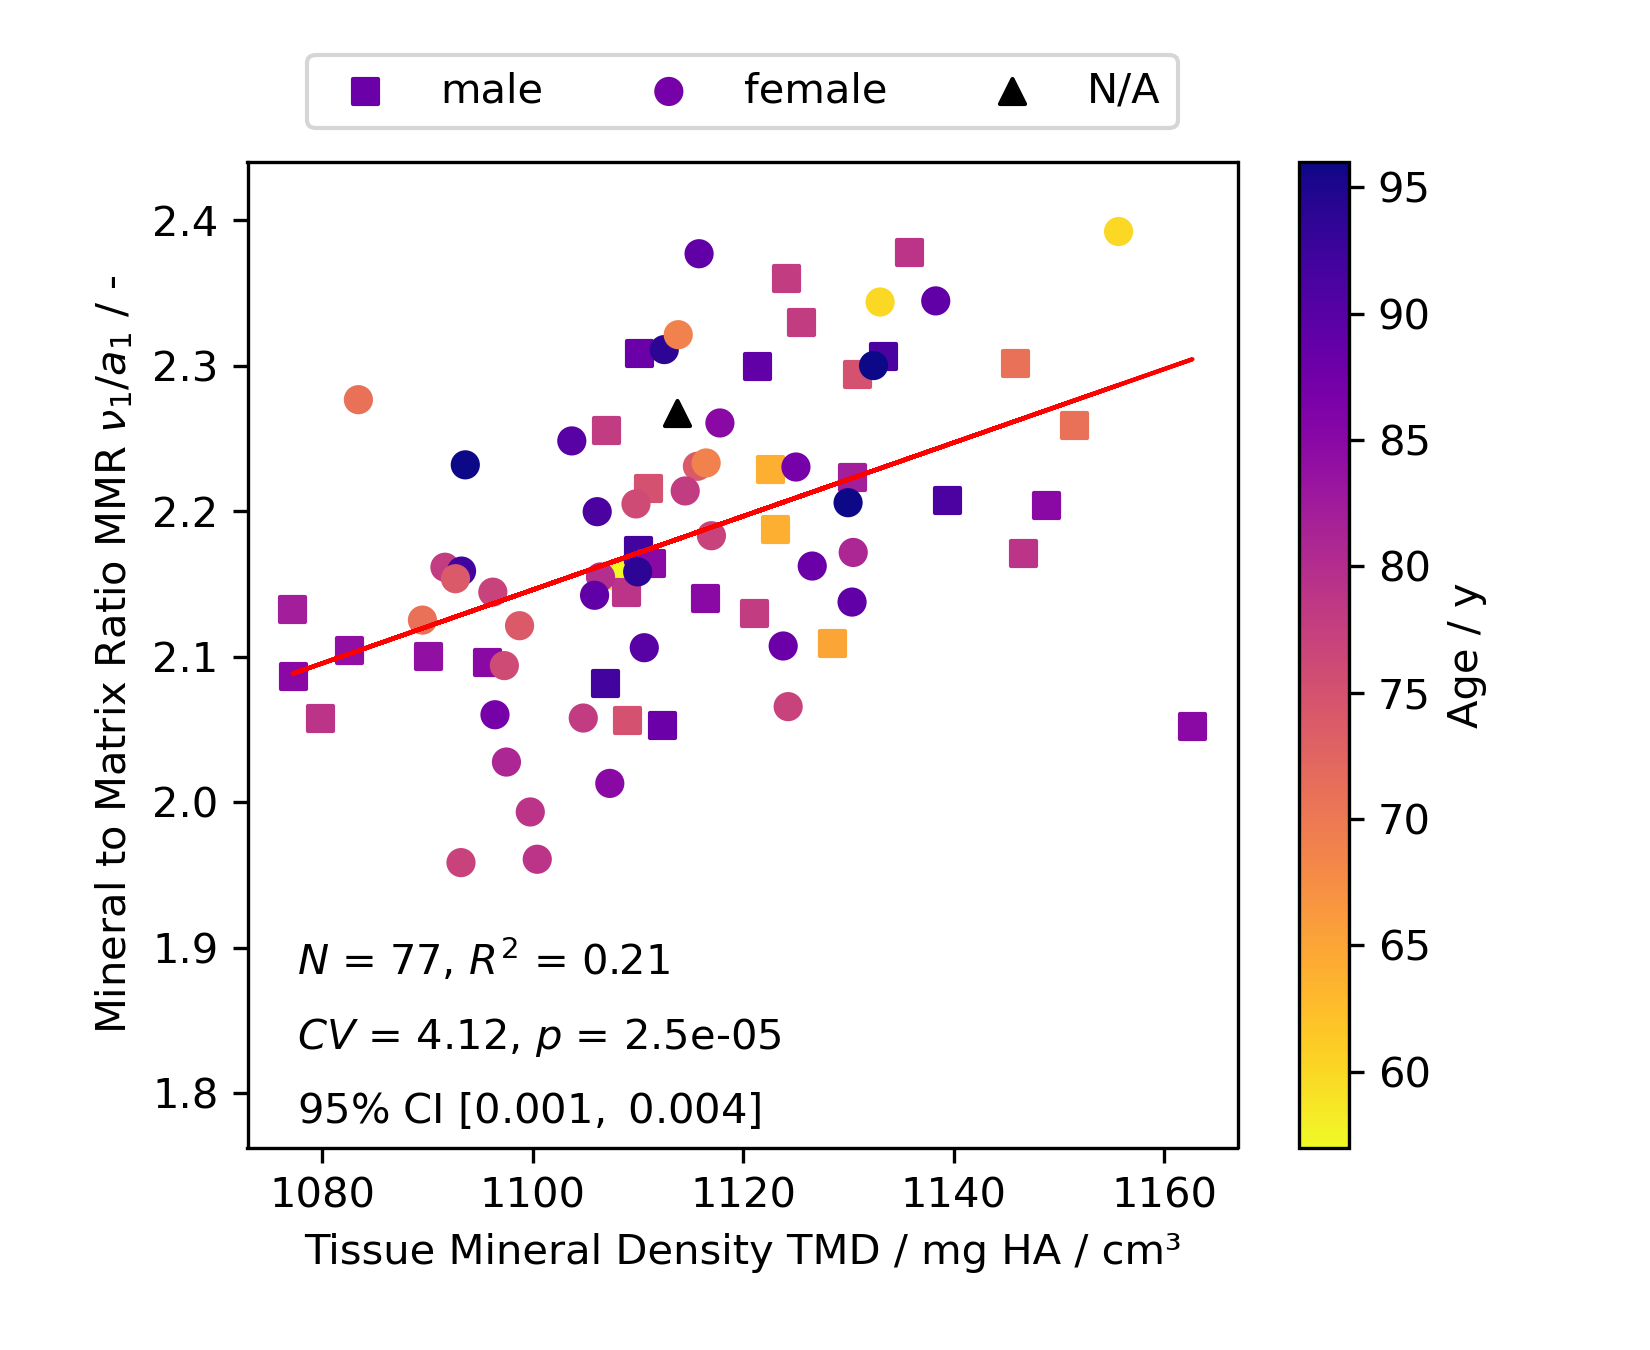 male female N/A
Mineral to Matrix Ratio MMR ν₁/a₁ / -
2.4
2.3
2.2
2.1
2.0
1.9
1.8
N = 77, R² = 0.21
CV = 4.12, p = 2.5e-05
95% CI [0.001, 0.004]
1080 1100 1120 1140 1160
Tissue Mineral Density TMD / mg HA / cm³
95
90
85
80
75
70
65
60
Age / y